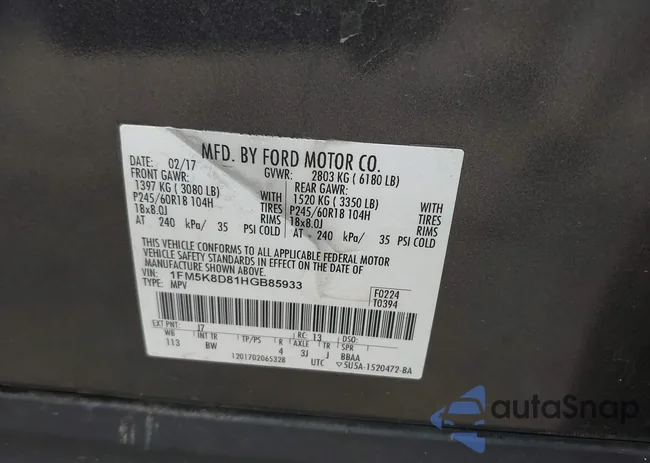 MFD. BY FORD MOTOR CO.
DATE: 02/17 GVWR: 2803 KG ( 6180 LB)
FRONT GAWR: REAR GAWR:
1397 KG ( 3080 LB) WITH 1520 KG ( 3350 LB) WITH
P245/60R18 104H TIRES P245/60R18 104H TIRES
18x8.0J RIMS 18x8.0J RIMS
AT 240 kPa/ 35 PSI COLD AT 240 kPa/ 35 PSI COLD
THIS VEHICLE CONFORMS TO ALL APPLICABLE FEDERAL MOTOR
VEHICLE SAFETY STANDARDS IN EFFECT ON THE DATE OF
MANUFACTURE SHOWN ABOVE.
VIN: 1FM5K8D81HGB85933
TYPE: MPV
F0224
T0394
EXT PNT: J7 RC: 13 DSO:
WB INT TR TP/PS R AXLE TR SPR
113 BW 4 3J J BBAA
1201702065328 UTC ▽5U5A-1520472-BA
autoSnap